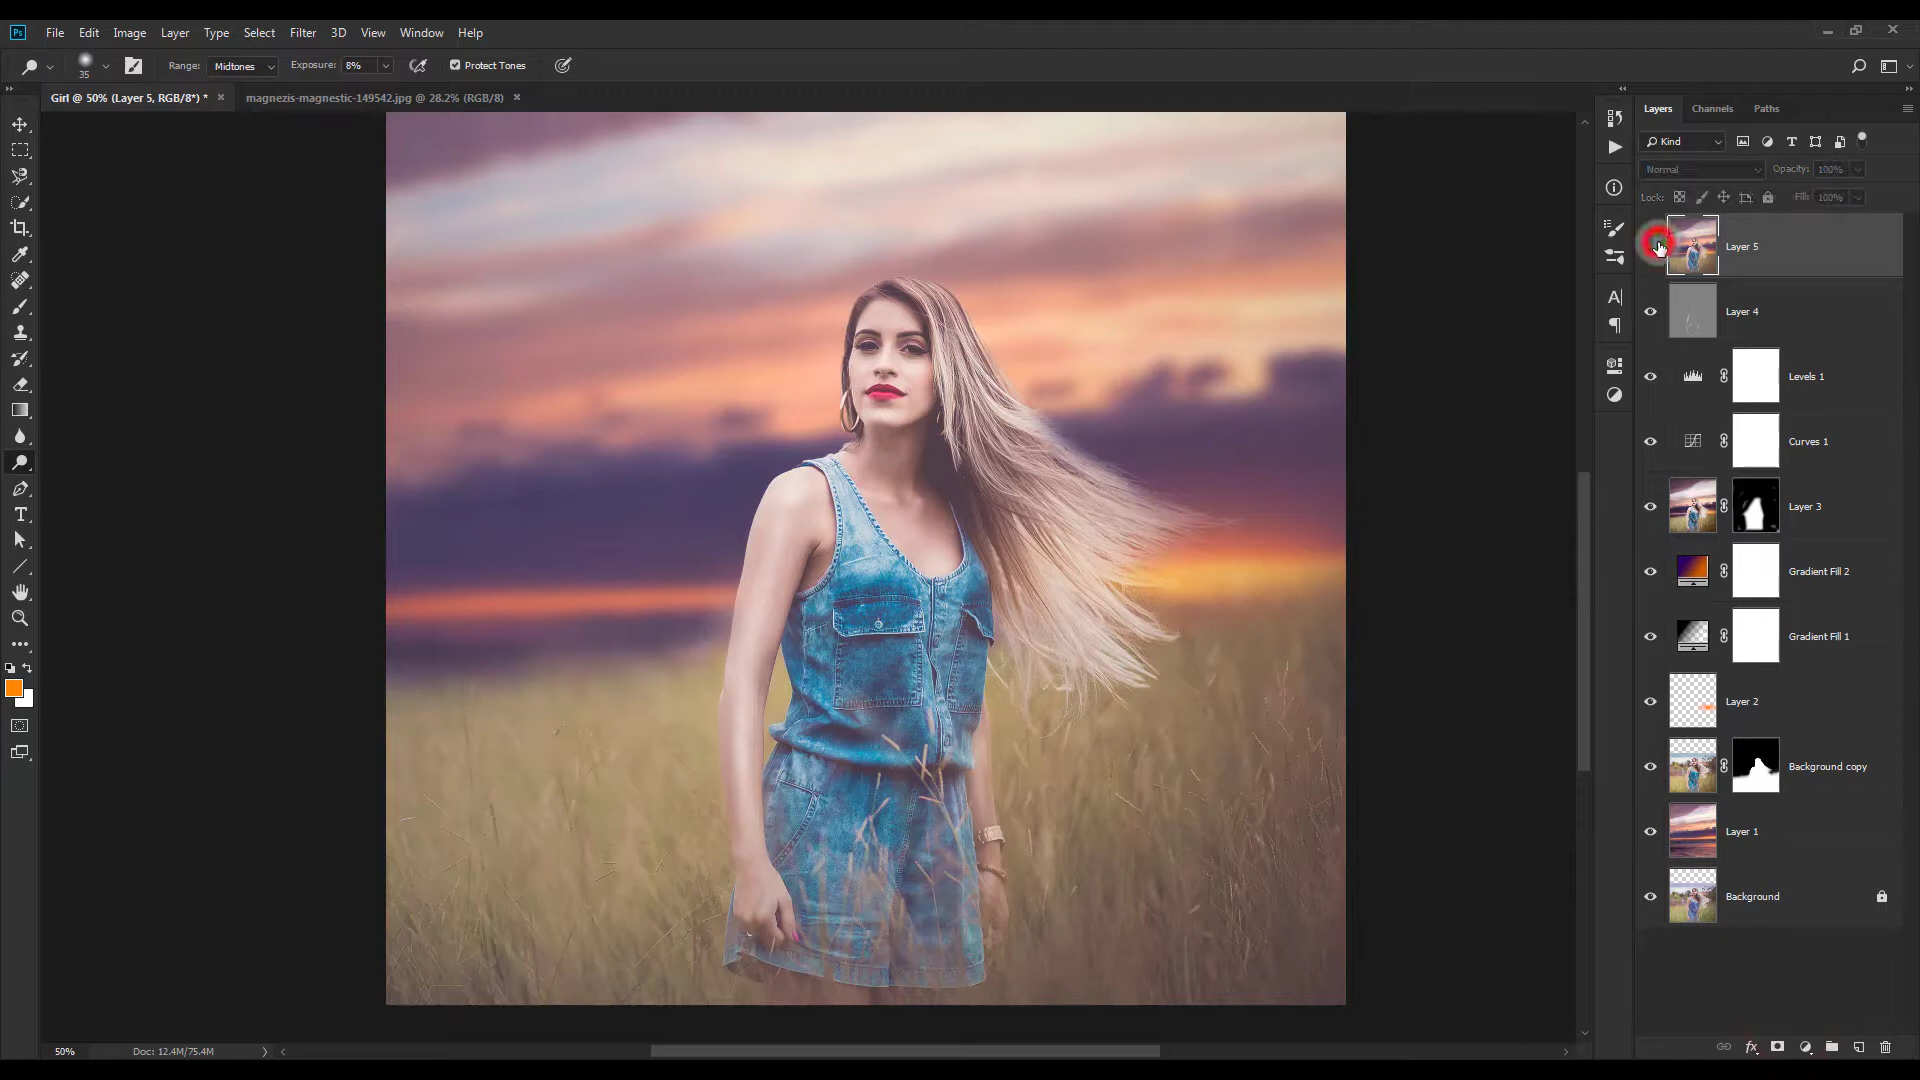 Ps File Edit Image Layer Type Select Filter 3D View Window Help
35 Range: Midtones Exposure: 8% Protect Tones
Girl @ 50% (Layer 5, RGB/8*) * × magnezis-magnestic-149542.jpg @ 28.2% (RGB/8) ×
Layers Channels Paths
Kind
Normal Opacity: 100%
Lock: Fill: 100%
Layer 5
Layer 4
Levels 1
Curves 1
Layer 3
Gradient Fill 2
Gradient Fill 1
Layer 2
Background copy
Layer 1
Background
50% Doc: 12.4M/75.4M